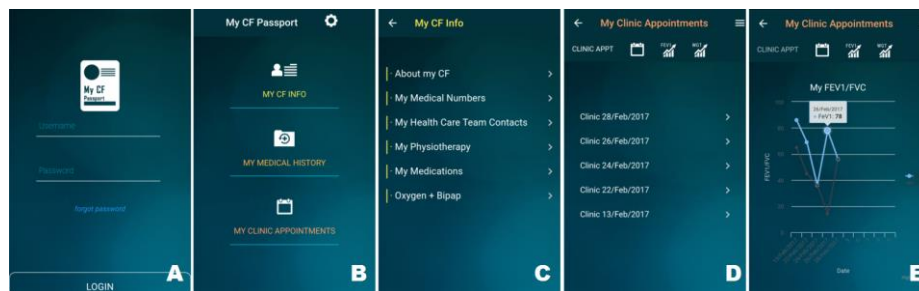 My CF
Passport
Username
Password
forgot password
LOGIN
A
My CF Passport
MY CF INFO
MY MEDICAL HISTORY
MY CLINIC APPOINTMENTS
B
My CF Info
About my CF
My Medical Numbers
My Health Care Team Contacts
My Physiotherapy
My Medications
Oxygen + Bipap
C
My Clinic Appointments
CLINIC APPT FEV1 WGT
Clinic 28/Feb/2017
Clinic 26/Feb/2017
Clinic 24/Feb/2017
Clinic 22/Feb/2017
Clinic 13/Feb/2017
D
My Clinic Appointments
CLINIC APPT FEV1 WGT
My FEV1/FVC
26/Feb/2017
FeV1: 78
FEV1/FVC
Date
E